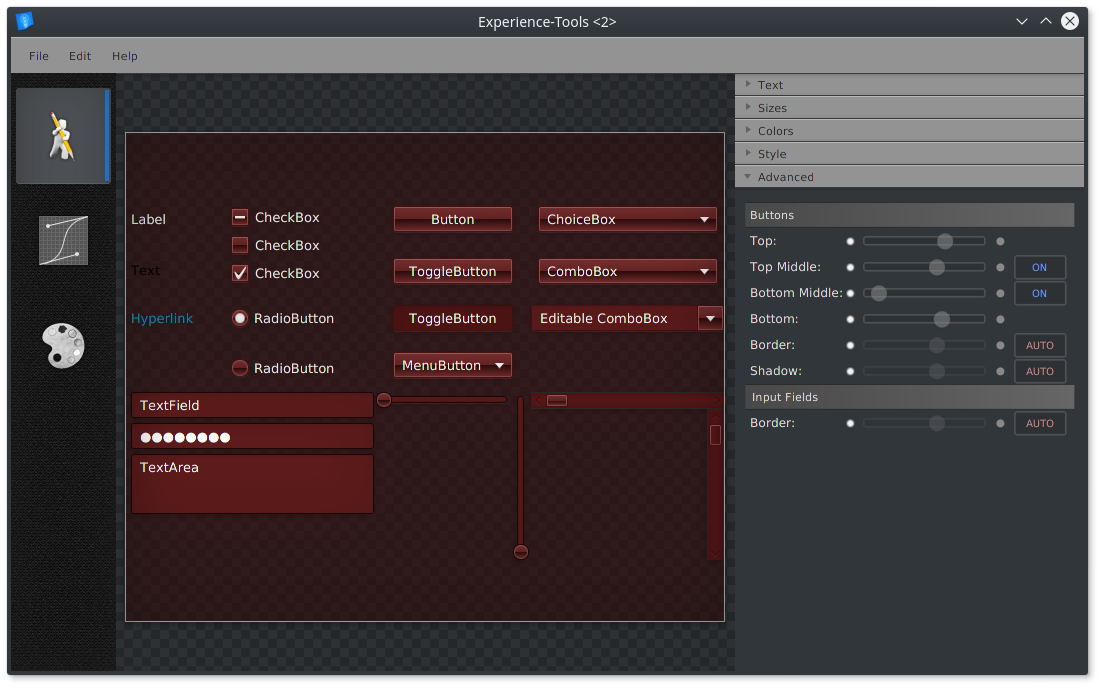 Experience-Tools <2>
File Edit Help
Text
Sizes
Colors
Style
Advanced
Label
CheckBox
Button
ChoiceBox
CheckBox
Text
CheckBox
ToggleButton
ComboBox
Hyperlink
RadioButton
ToggleButton
Editable ComboBox
RadioButton
MenuButton
TextField
TextArea
Buttons
Top:
Top Middle: ON
Bottom Middle: ON
Bottom:
Border: AUTO
Shadow: AUTO
Input Fields
Border: AUTO